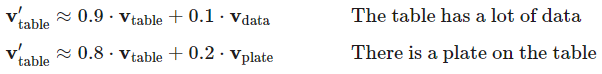 v′table ≈ 0.9 · vtable + 0.1 · vdata The table has a lot of data
v′table ≈ 0.8 · vtable + 0.2 · vplate There is a plate on the table